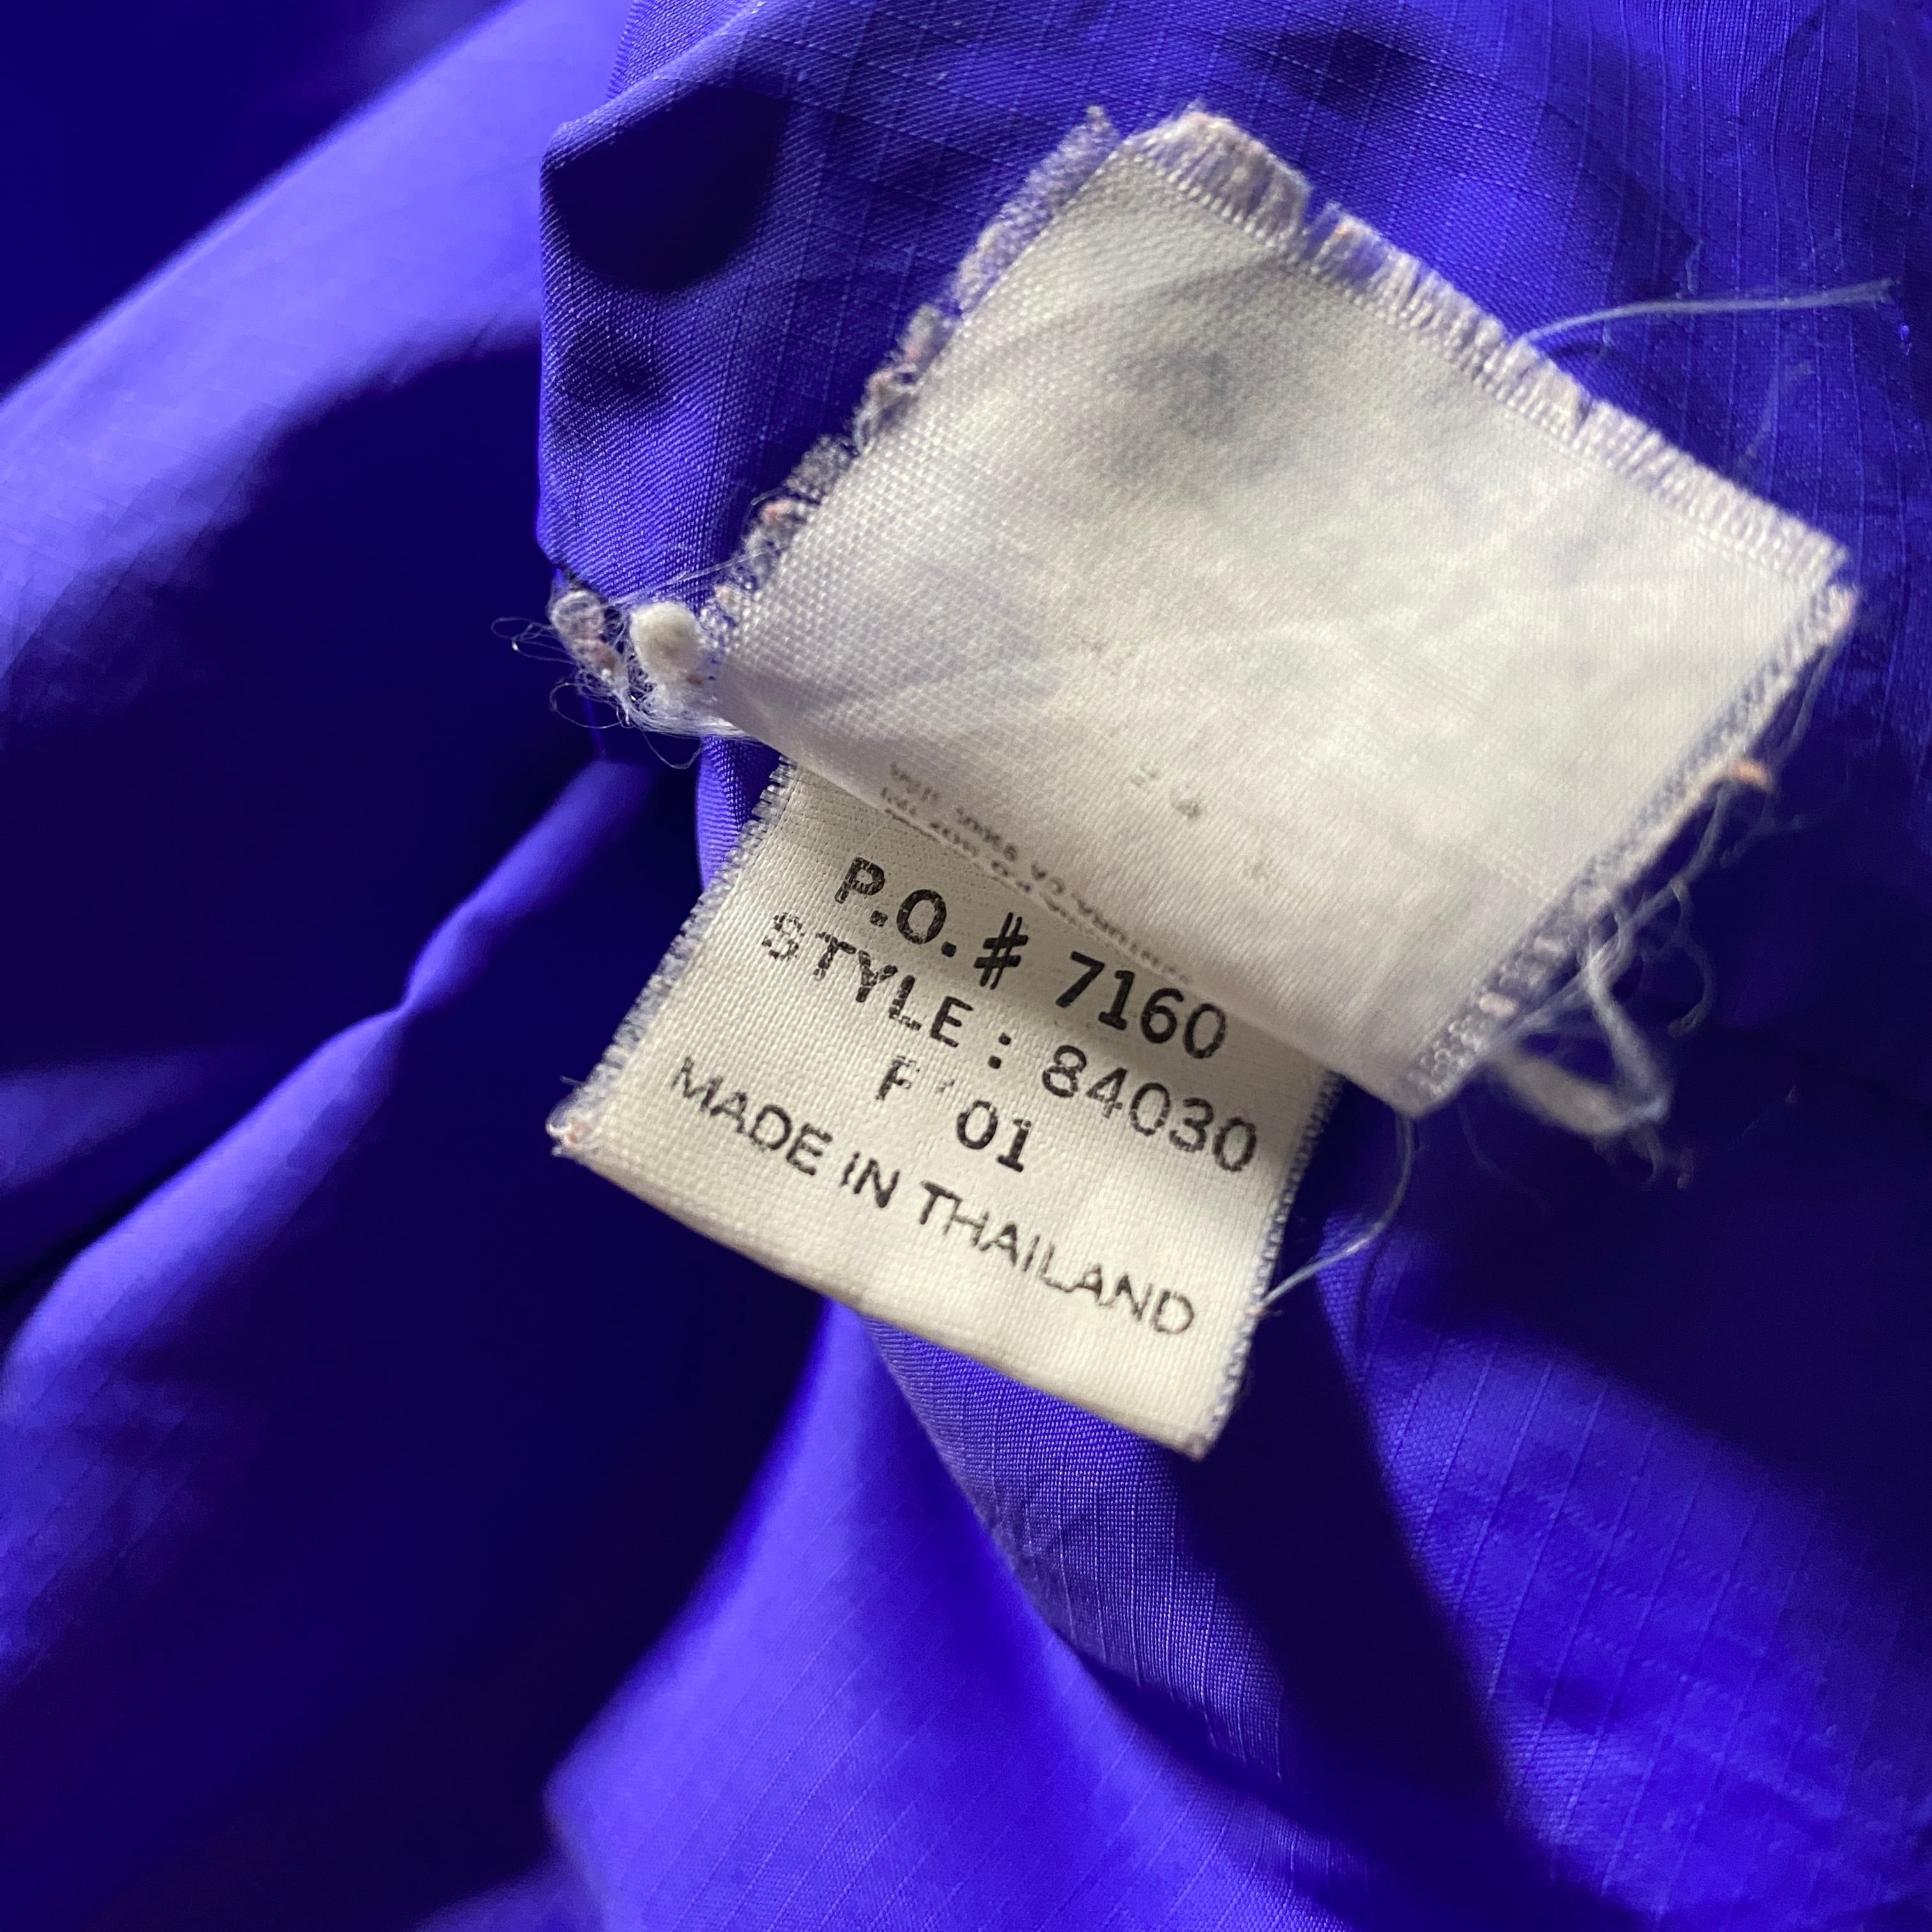 P.O. # 7160
STYLE : 84030
F '01
MADE IN THAILAND